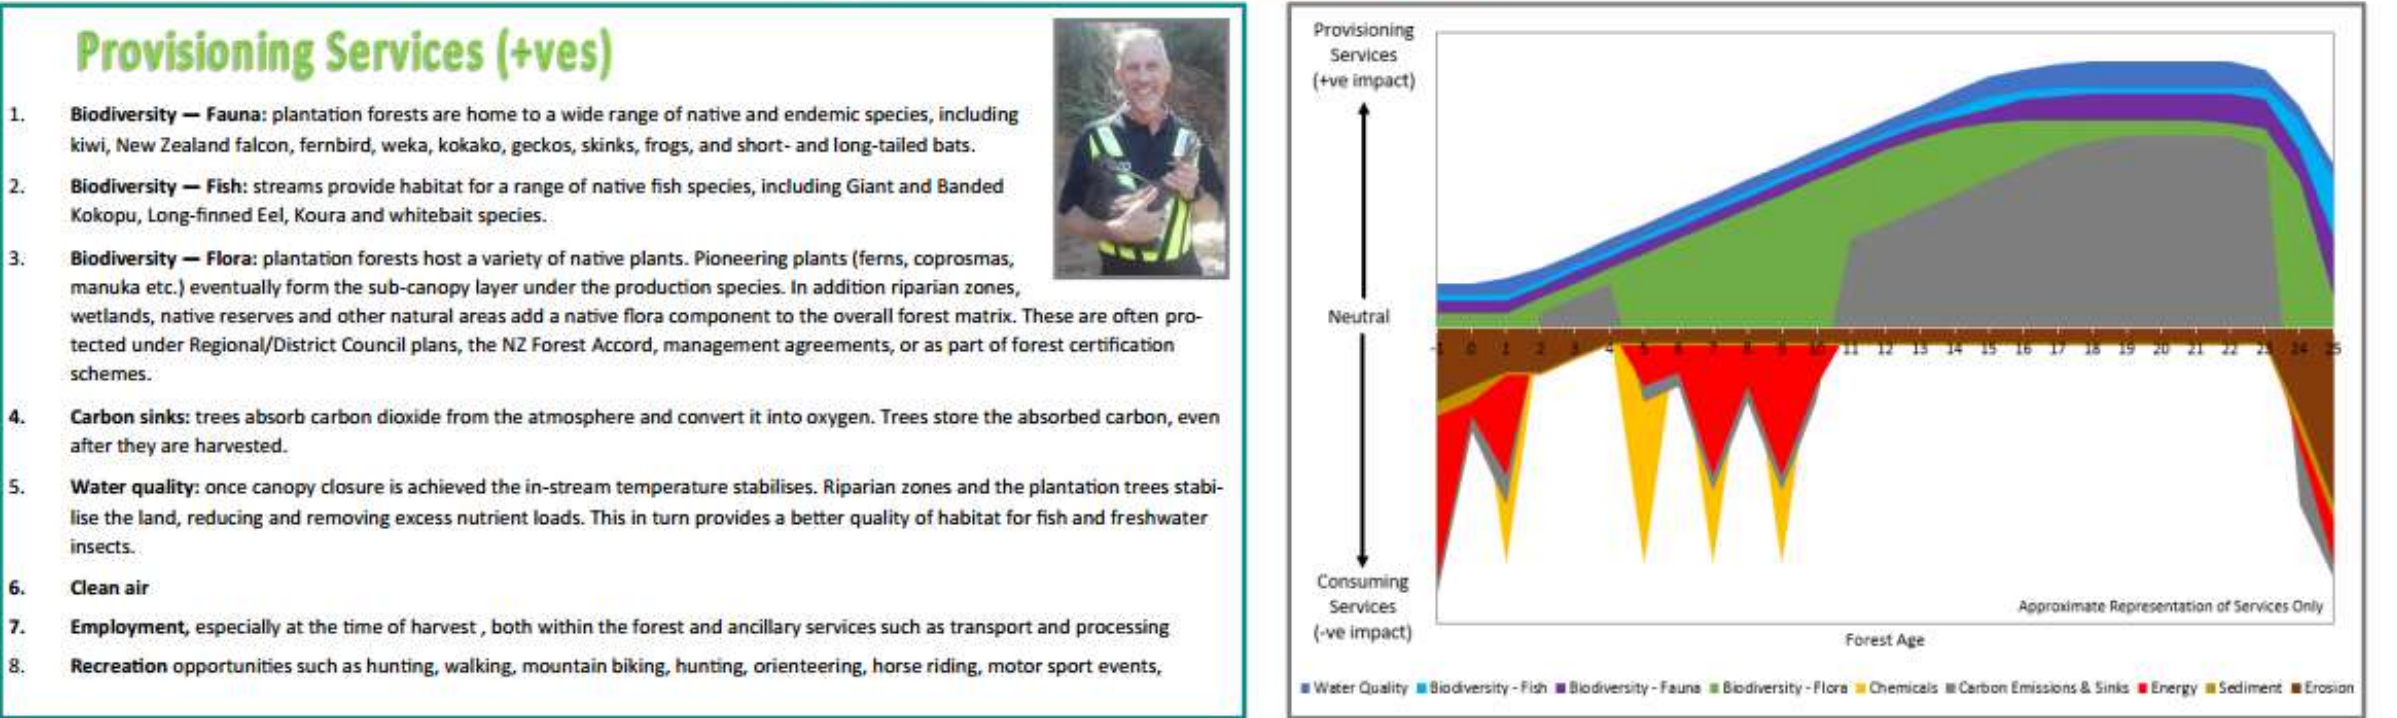 Provisioning Services (+ves)
1. Biodiversity — Fauna: plantation forests are home to a wide range of native and endemic species, including
kiwi, New Zealand falcon, fernbird, weka, kokako, geckos, skinks, frogs, and short- and long-tailed bats.
2. Biodiversity — Fish: streams provide habitat for a range of native fish species, including Giant and Banded
Kokopu, Long-finned Eel, Koura and whitebait species.
3. Biodiversity — Flora: plantation forests host a variety of native plants. Pioneering plants (ferns, coprosmas,
manuka etc.) eventually form the sub-canopy layer under the production species. In addition riparian zones,
wetlands, native reserves and other natural areas add a native flora component to the overall forest matrix. These are often pro-
tected under Regional/District Council plans, the NZ Forest Accord, management agreements, or as part of forest certification
schemes.
4. Carbon sinks: trees absorb carbon dioxide from the atmosphere and convert it into oxygen. Trees store the absorbed carbon, even
after they are harvested.
5. Water quality: once canopy closure is achieved the in-stream temperature stabilises. Riparian zones and the plantation trees stabi-
lise the land, reducing and removing excess nutrient loads. This in turn provides a better quality of habitat for fish and freshwater
insects.
6. Clean air
7. Employment, especially at the time of harvest , both within the forest and ancillary services such as transport and processing
8. Recreation opportunities such as hunting, walking, mountain biking, hunting, orienteering, horse riding, motor sport events,
Provisioning
Services
(+ve impact)
Neutral
-1 0 1 2 3 4 5 6 7 8 9 10 11 12 13 14 15 16 17 18 19 20 21 22 23 24 25
Consuming
Services
(-ve impact)
Approximate Representation of Services Only
Forest Age
Water Quality Biodiversity - Fish Biodiversity - Fauna Biodiversity - Flora Chemicals Carbon Emissions & Sinks Energy Sediment Erosion